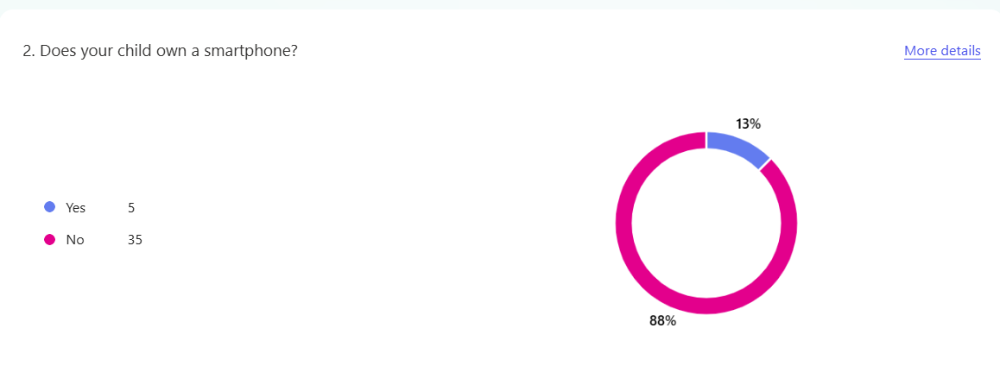 2. Does your child own a smartphone?
More details
13%
Yes 5
No 35
88%